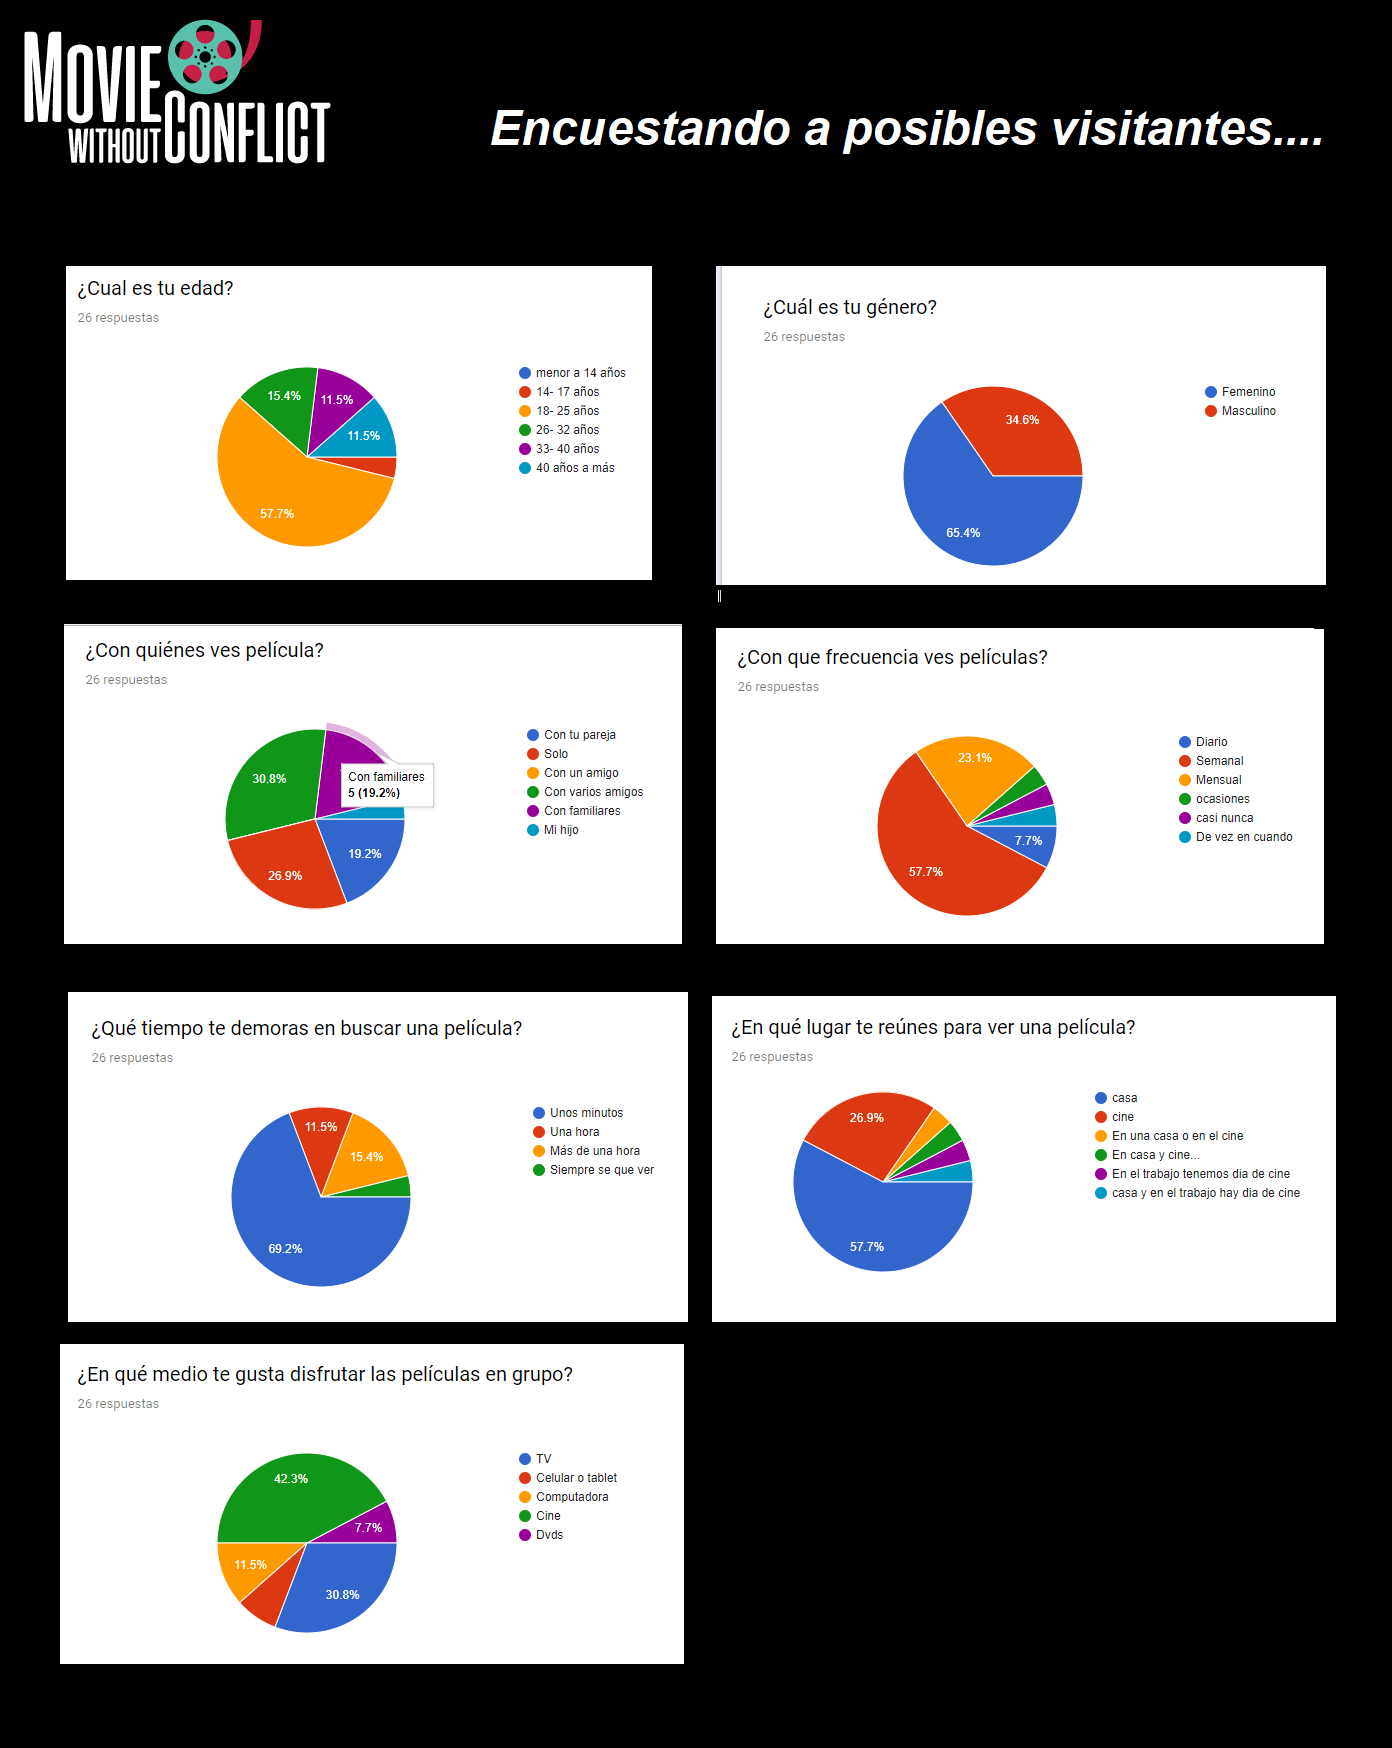 MOVIE
WITHOUT CONFLICT
Encuestando a posibles visitantes....
¿Cual es tu edad?
26 respuestas
15.4%
11.5%
11.5%
57.7%
menor a 14 años
14- 17 años
18- 25 años
26- 32 años
33- 40 años
40 años a más
¿Cuál es tu género?
26 respuestas
34.6%
65.4%
Femenino
Masculino
¿Con quiénes ves película?
26 respuestas
30.8%
Con familiares
5 (19.2%)
19.2%
26.9%
Con tu pareja
Solo
Con un amigo
Con varios amigos
Con familiares
Mi hijo
¿Con que frecuencia ves películas?
26 respuestas
23.1%
7.7%
57.7%
Diario
Semanal
Mensual
ocasiones
casi nunca
De vez en cuando
¿Qué tiempo te demoras en buscar una película?
26 respuestas
11.5%
15.4%
69.2%
Unos minutos
Una hora
Más de una hora
Siempre se que ver
¿En qué lugar te reúnes para ver una película?
26 respuestas
26.9%
57.7%
casa
cine
En una casa o en el cine
En casa y cine...
En el trabajo tenemos dia de cine
casa y en el trabajo hay dia de cine
¿En qué medio te gusta disfrutar las películas en grupo?
26 respuestas
42.3%
7.7%
11.5%
30.8%
TV
Celular o tablet
Computadora
Cine
Dvds